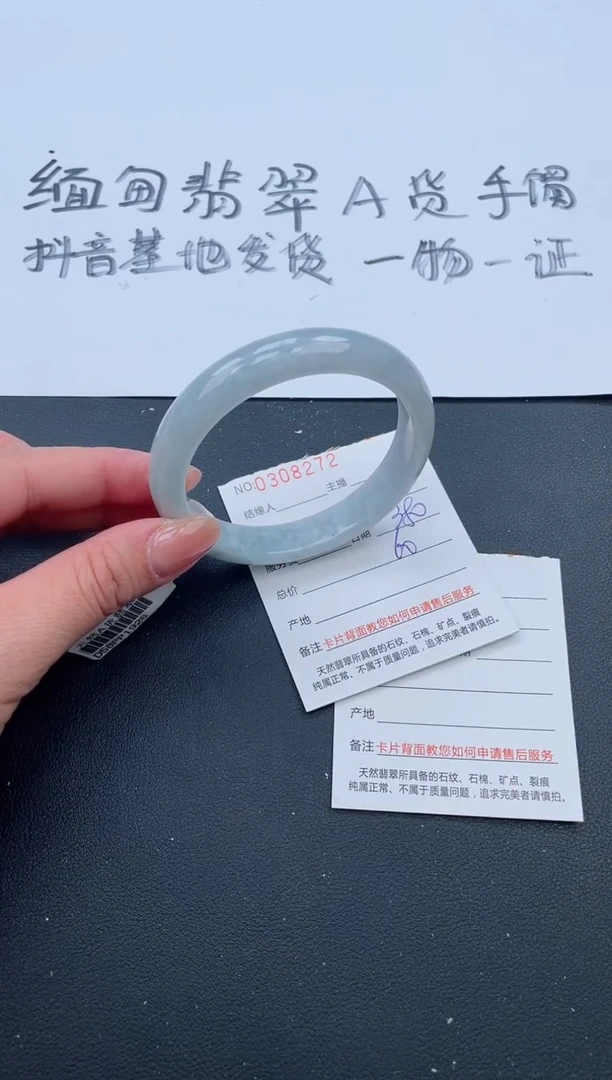 缅甸翡翠A货手镯
抖音基地发货 一物一证
NO:0308272
结缘人
主播
总价
产地
备注 卡片背面教您如何申请售后服务
天然翡翠所具备的石纹、石棉、矿点、裂痕
纯属正常、不属于质量问题，追求完美者请慎拍。
产地
备注 卡片背面教您如何申请售后服务
天然翡翠所具备的石纹、石棉、矿点、裂痕
纯属正常、不属于质量问题，追求完美者请慎拍。